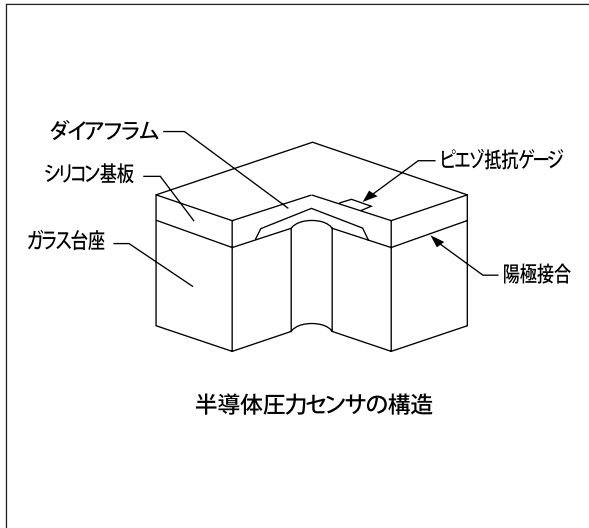 ダイアフラム
ピエゾ抵抗ゲージ
シリコン基板
ガラス台座
陽極接合
半導体圧力センサの構造